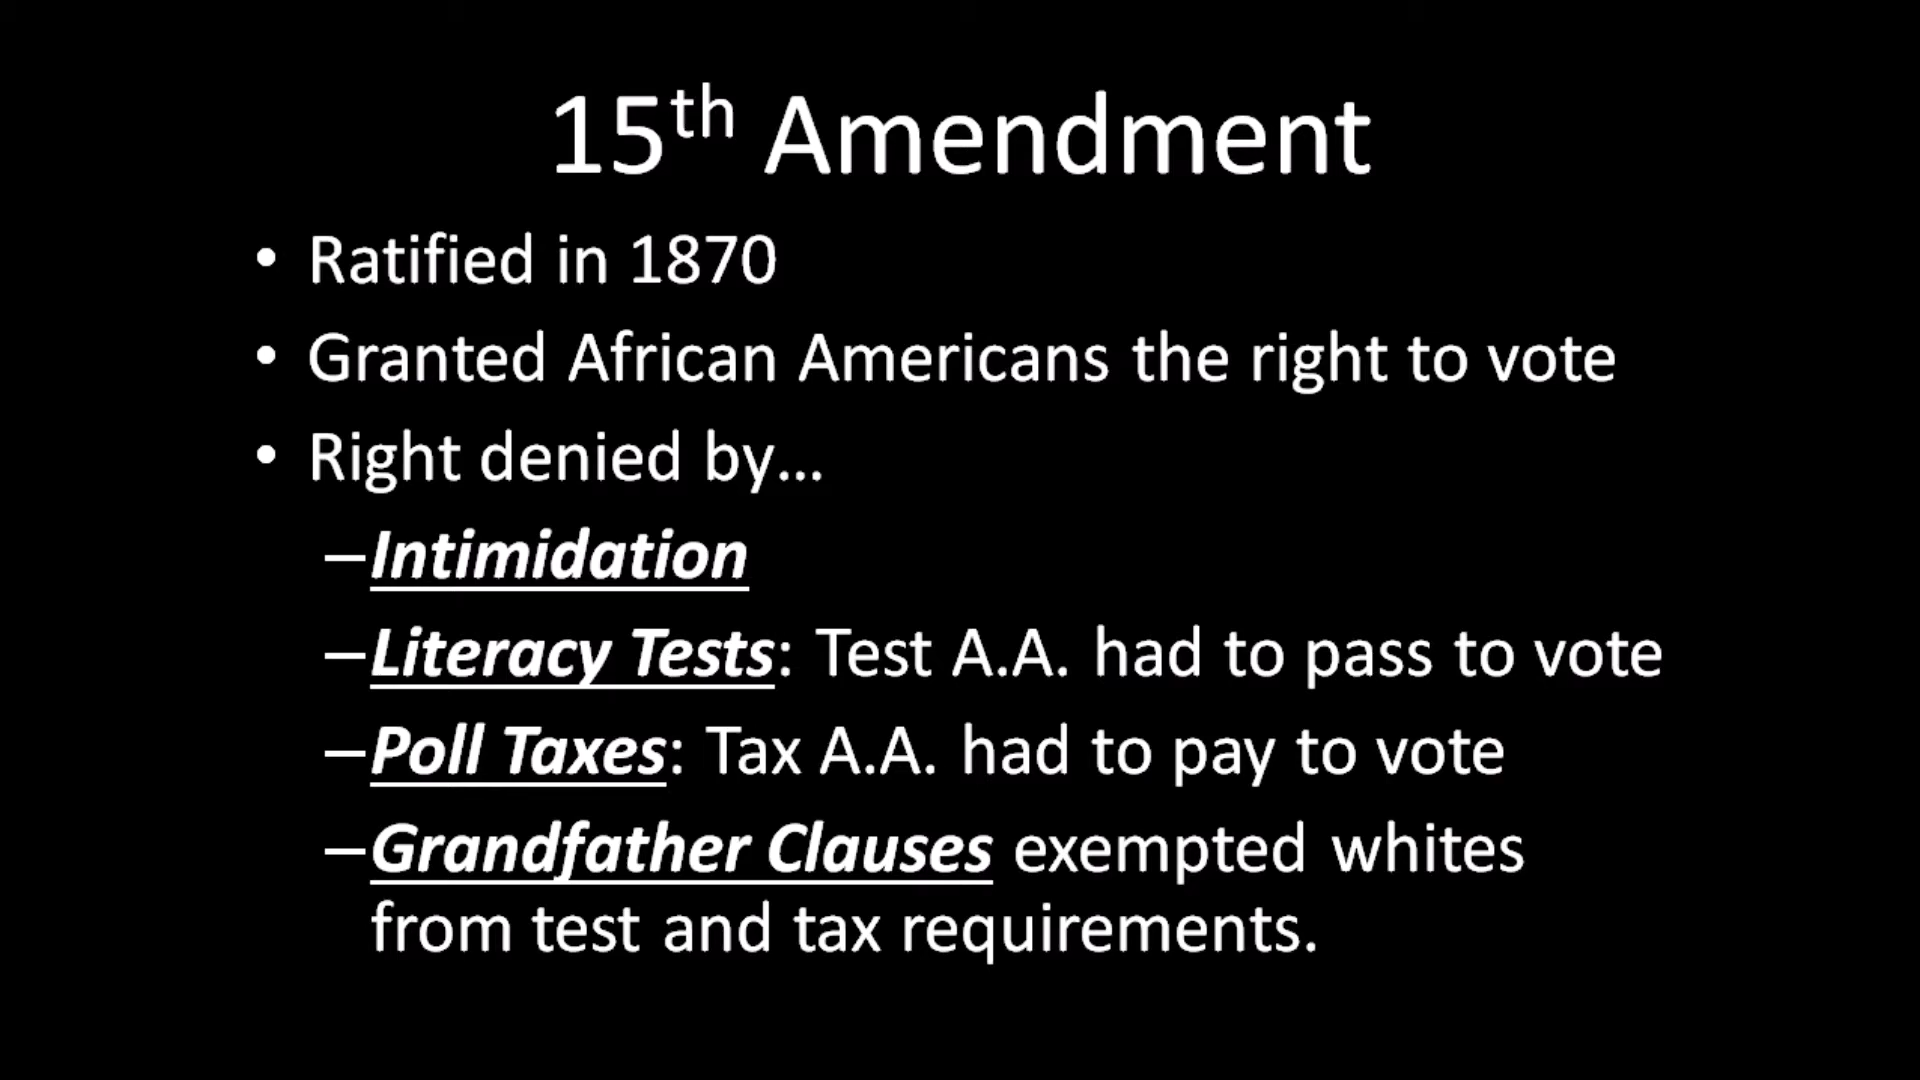 15th Amendment
• Ratified in 1870
• Granted African Americans the right to vote
• Right denied by...
–Intimidation
–Literacy Tests: Test A.A. had to pass to vote
–Poll Taxes: Tax A.A. had to pay to vote
–Grandfather Clauses exempted whites
from test and tax requirements.